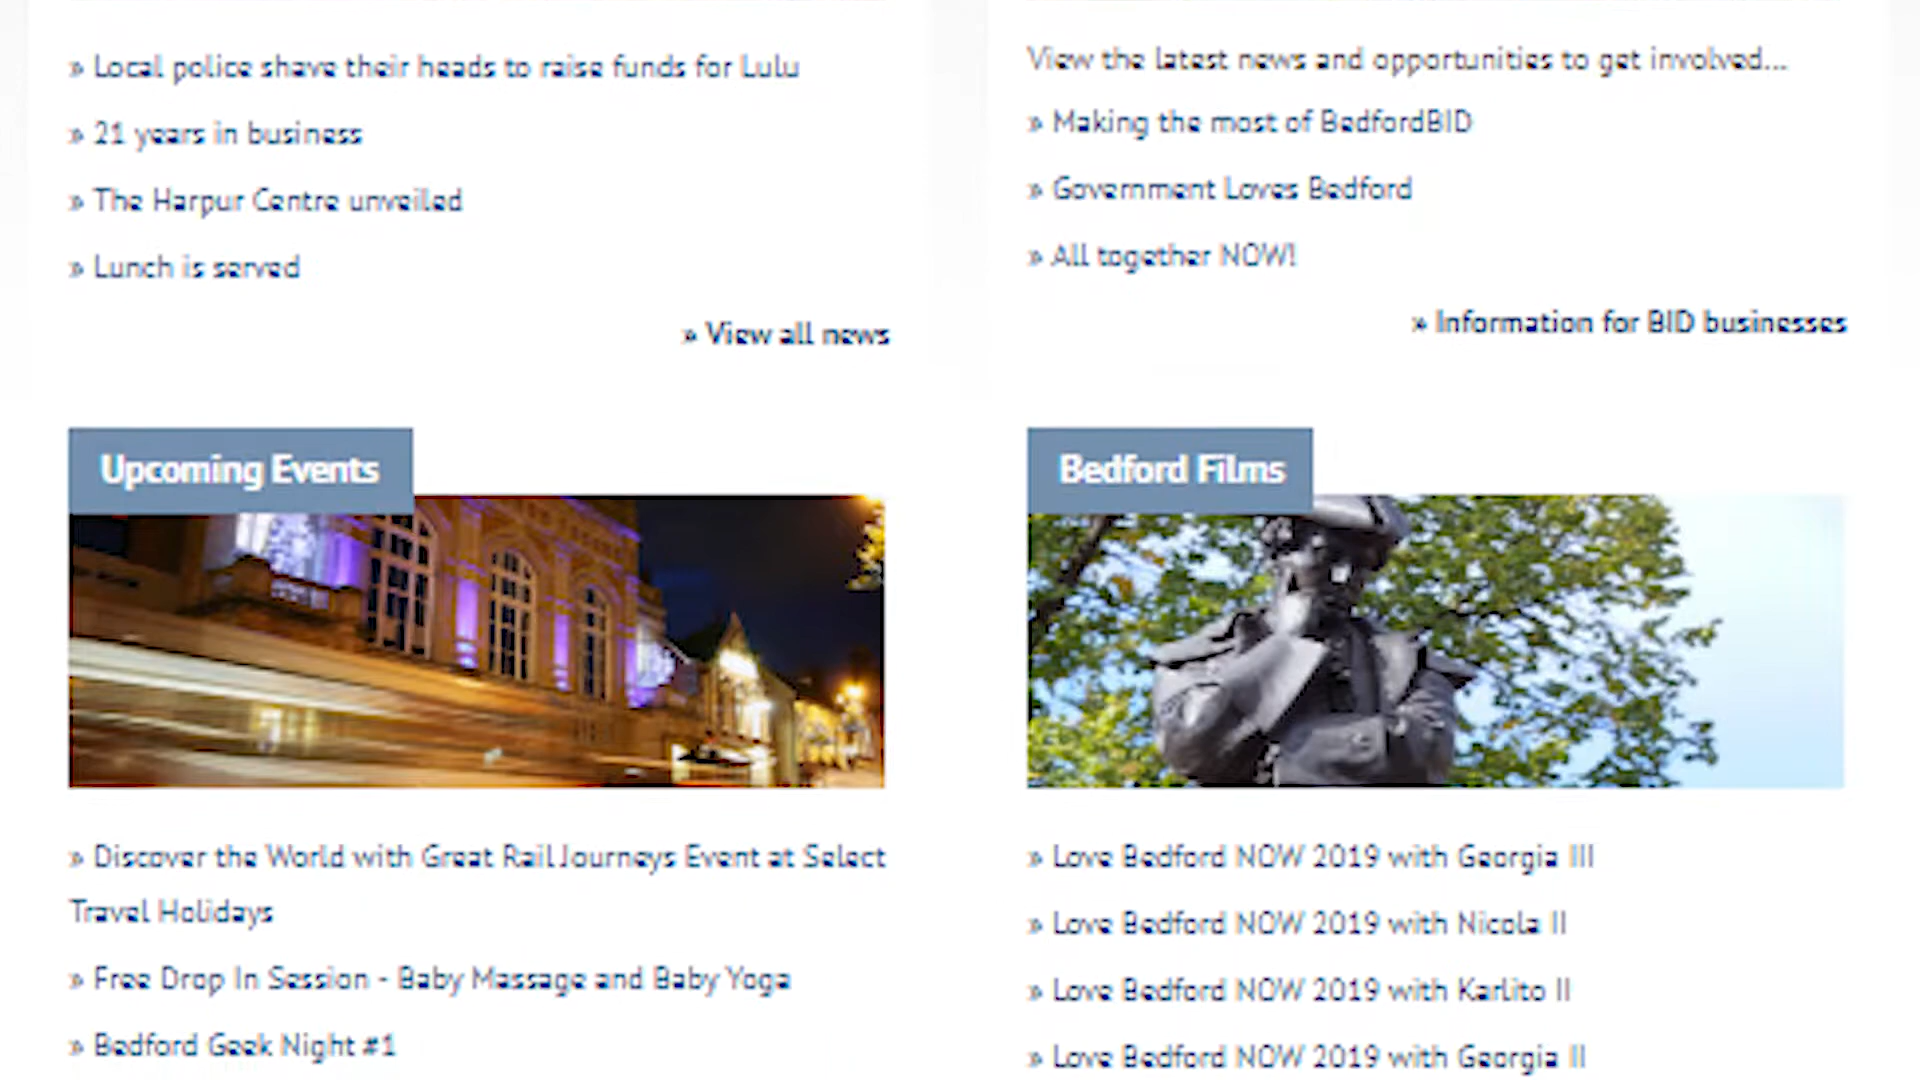 » Local police shave their heads to raise funds for Lulu
» 21 years in business
» The Harpur Centre unveiled
» Lunch is served
» View all news
View the latest news and opportunities to get involved...
» Making the most of BedfordBID
» Government Loves Bedford
» All together NOW!
» Information for BID businesses
Upcoming Events
» Discover the World with Great Rail Journeys Event at Select
Travel Holidays
» Free Drop In Session - Baby Massage and Baby Yoga
» Bedford Geek Night #1
Bedford Films
» Love Bedford NOW 2019 with Georgia III
» Love Bedford NOW 2019 with Nicola II
» Love Bedford NOW 2019 with Karlito II
» Love Bedford NOW 2019 with Georgia II